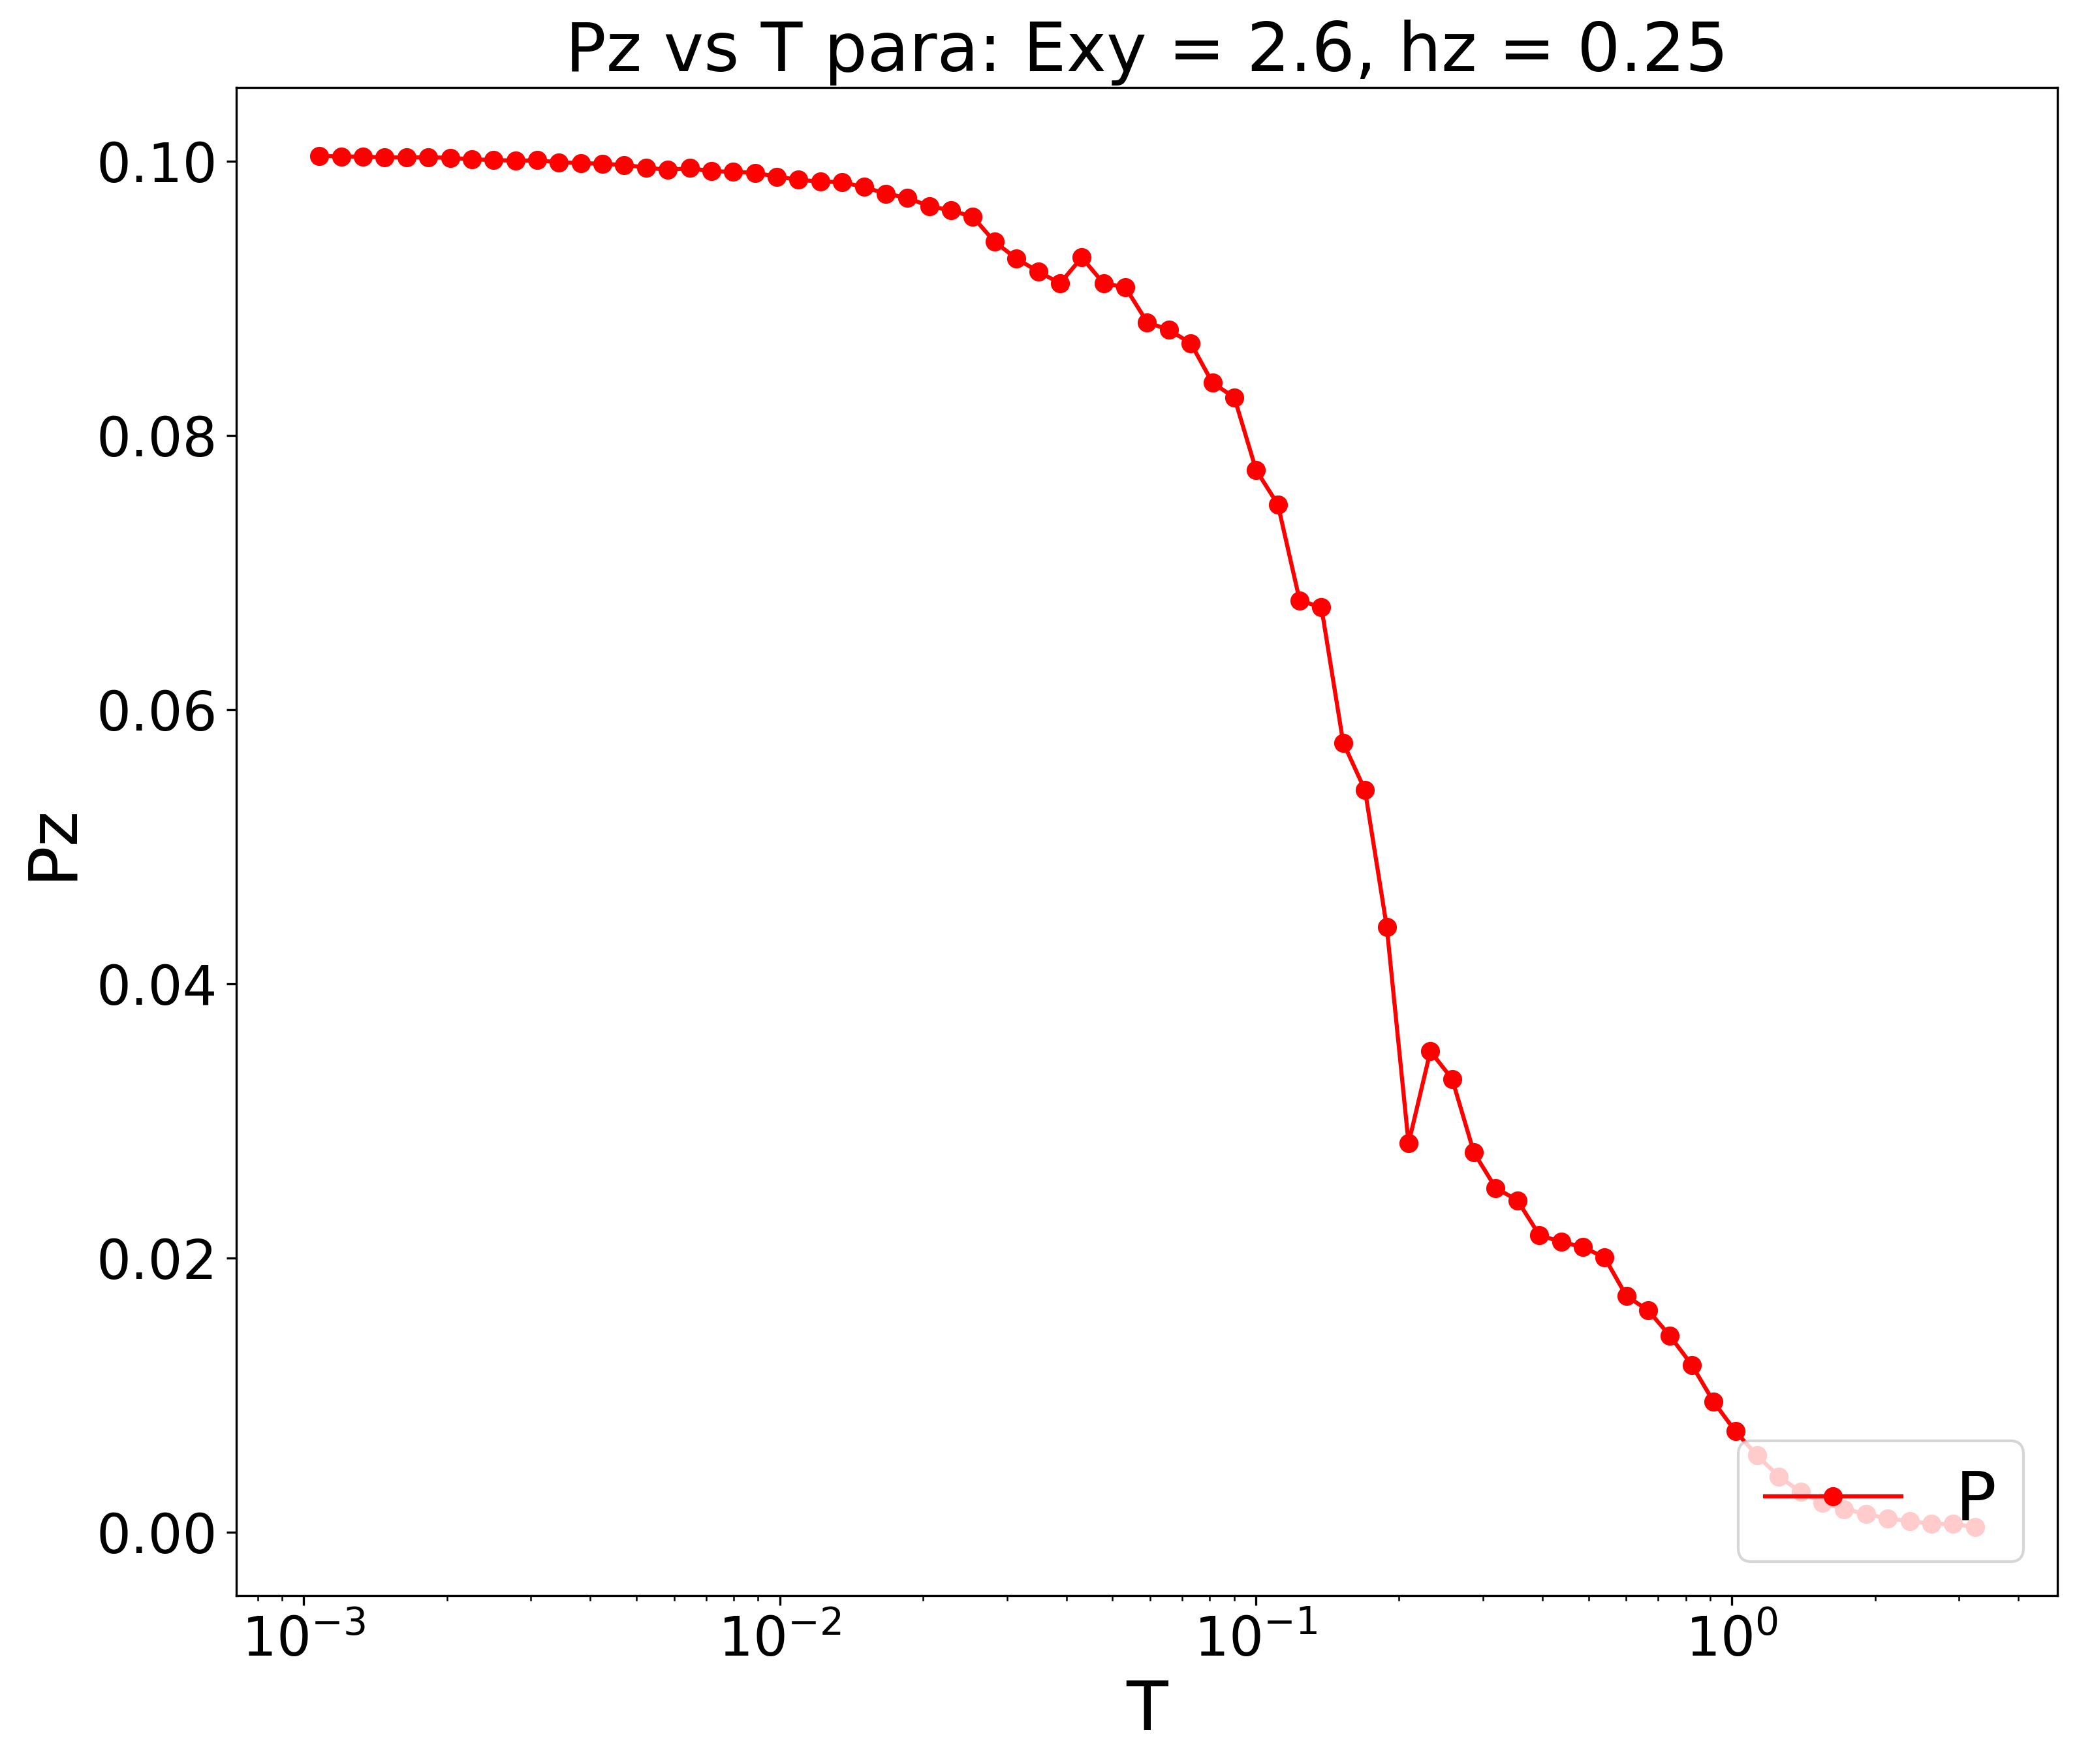 Pz vs T para: Exy = 2.6, hz = 0.25
Pz
0.10
0.08
0.06
0.04
0.02
0.00
10⁻³
10⁻²
10⁻¹
10⁰
T
P